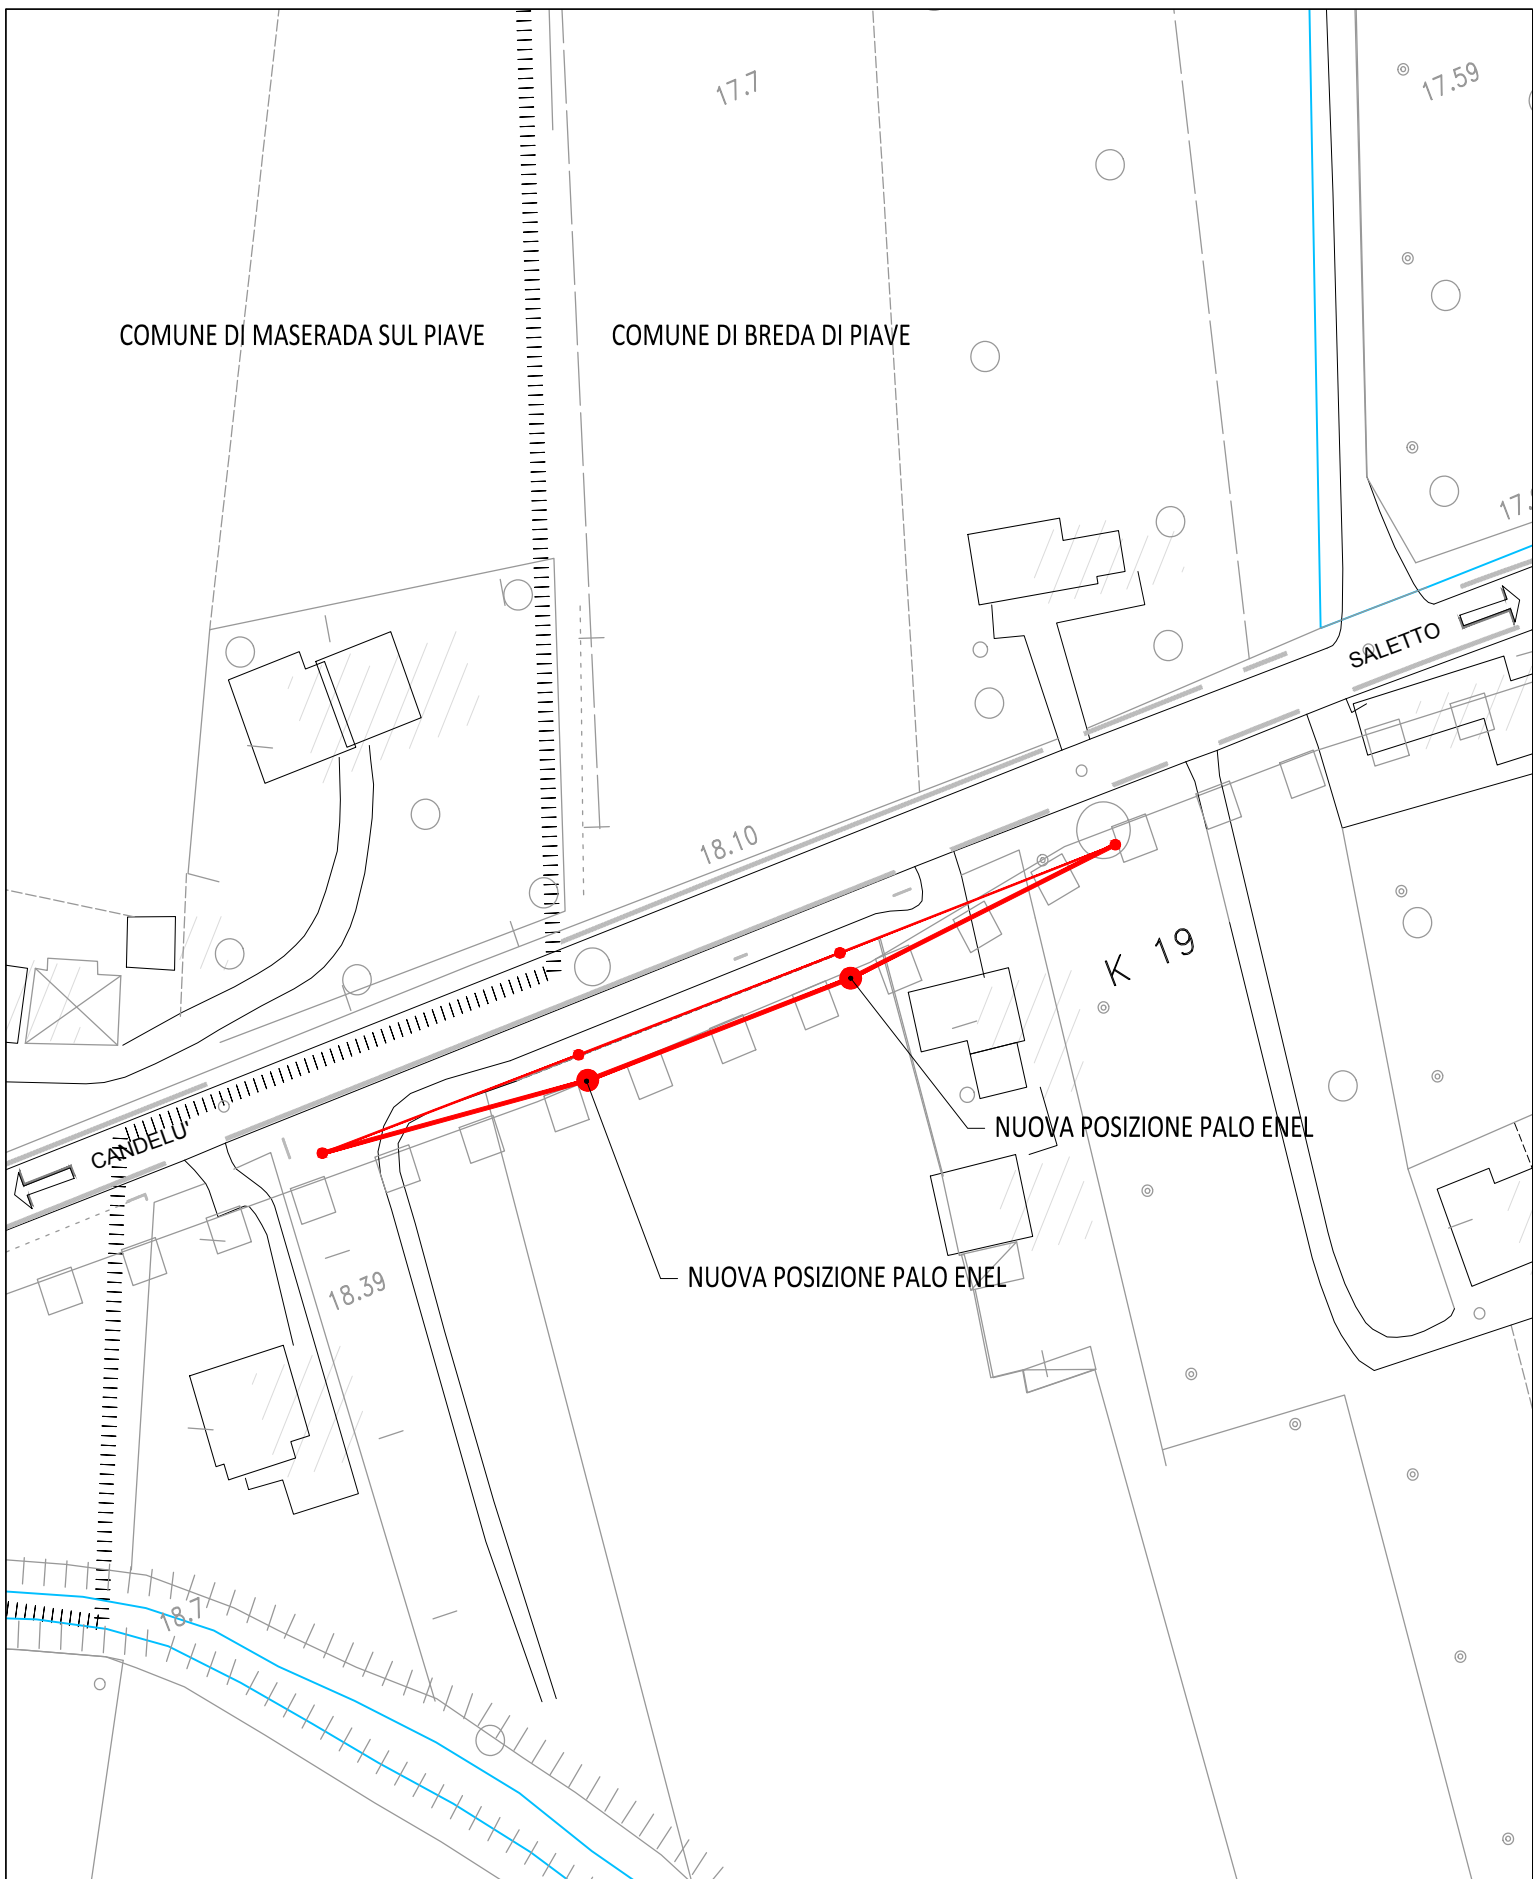 17.7
17.59
COMUNE DI MASERADA SUL PIAVE
COMUNE DI BREDA DI PIAVE
SALETTO
18.10
K 19
NUOVA POSIZIONE PALO ENEL
CANDELU'
NUOVA POSIZIONE PALO ENEL
18.39
18.7